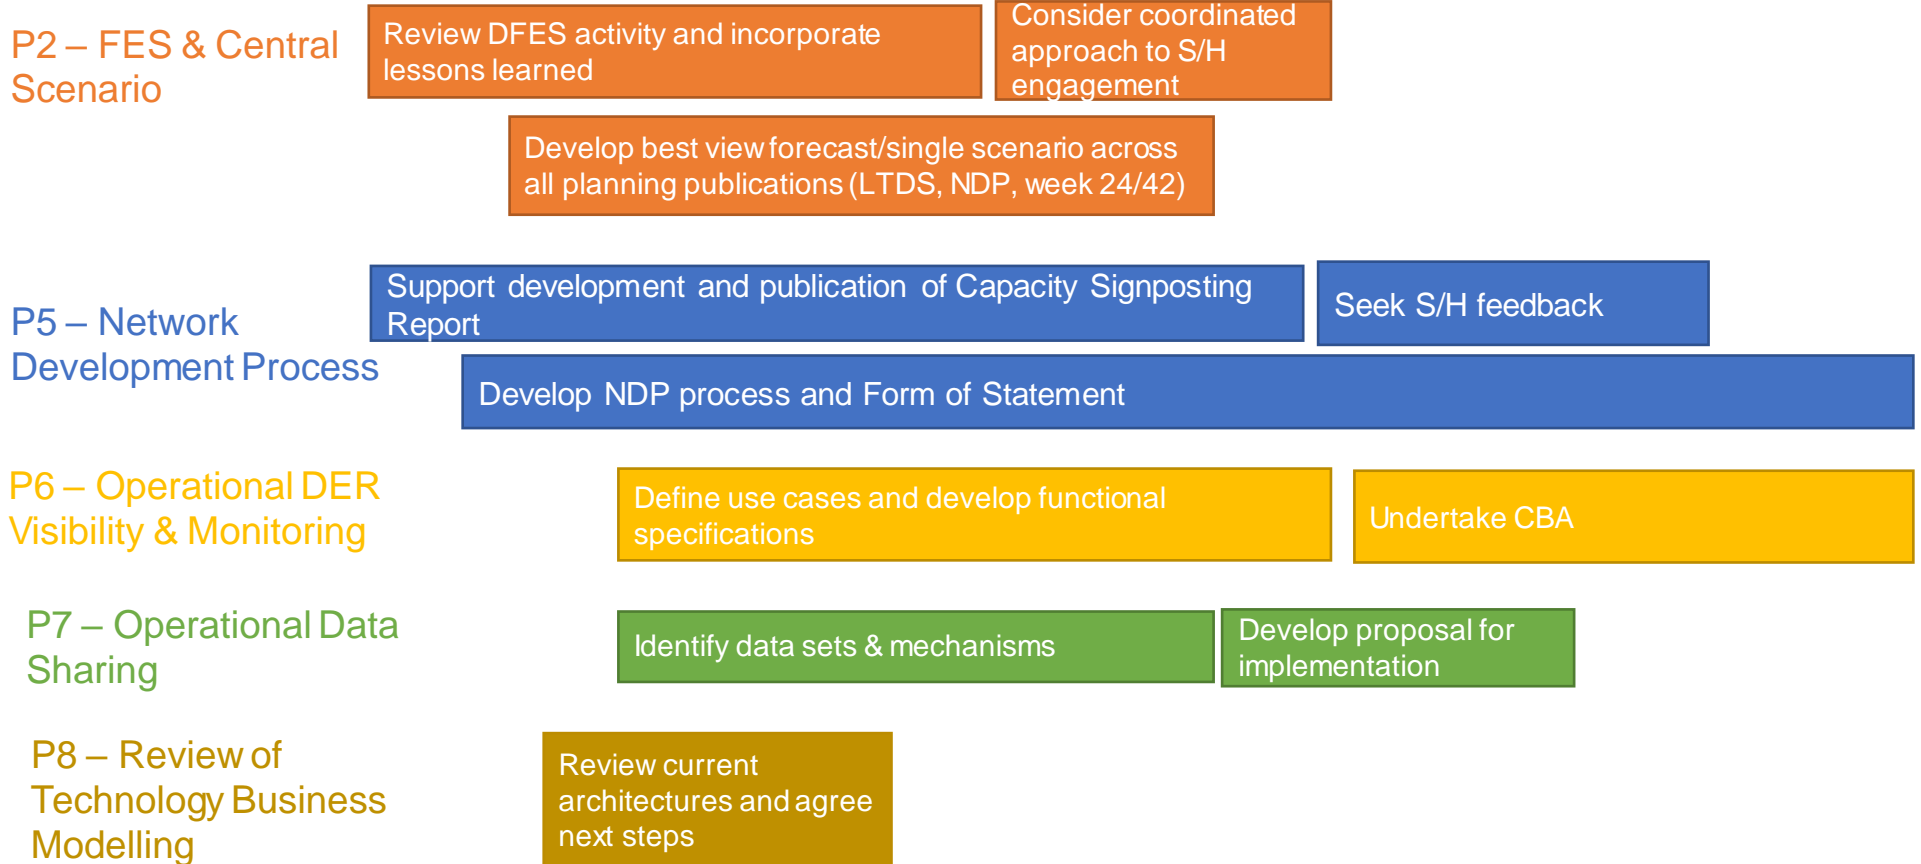 P2 – FES & Central
Scenario
Review DFES activity and incorporate
lessons learned
Consider coordinated
approach to S/H
engagement
Develop best view forecast/single scenario across
all planning publications (LTDS, NDP, week 24/42)
P5 – Network
Development Process
Support development and publication of Capacity Signposting
Report
Seek S/H feedback
Develop NDP process and Form of Statement
P6 – Operational DER
Visibility & Monitoring
Define use cases and develop functional
specifications
Undertake CBA
P7 – Operational Data
Sharing
Identify data sets & mechanisms
Develop proposal for
implementation
P8 – Review of
Technology Business
Modelling
Review current
architectures and agree
next steps